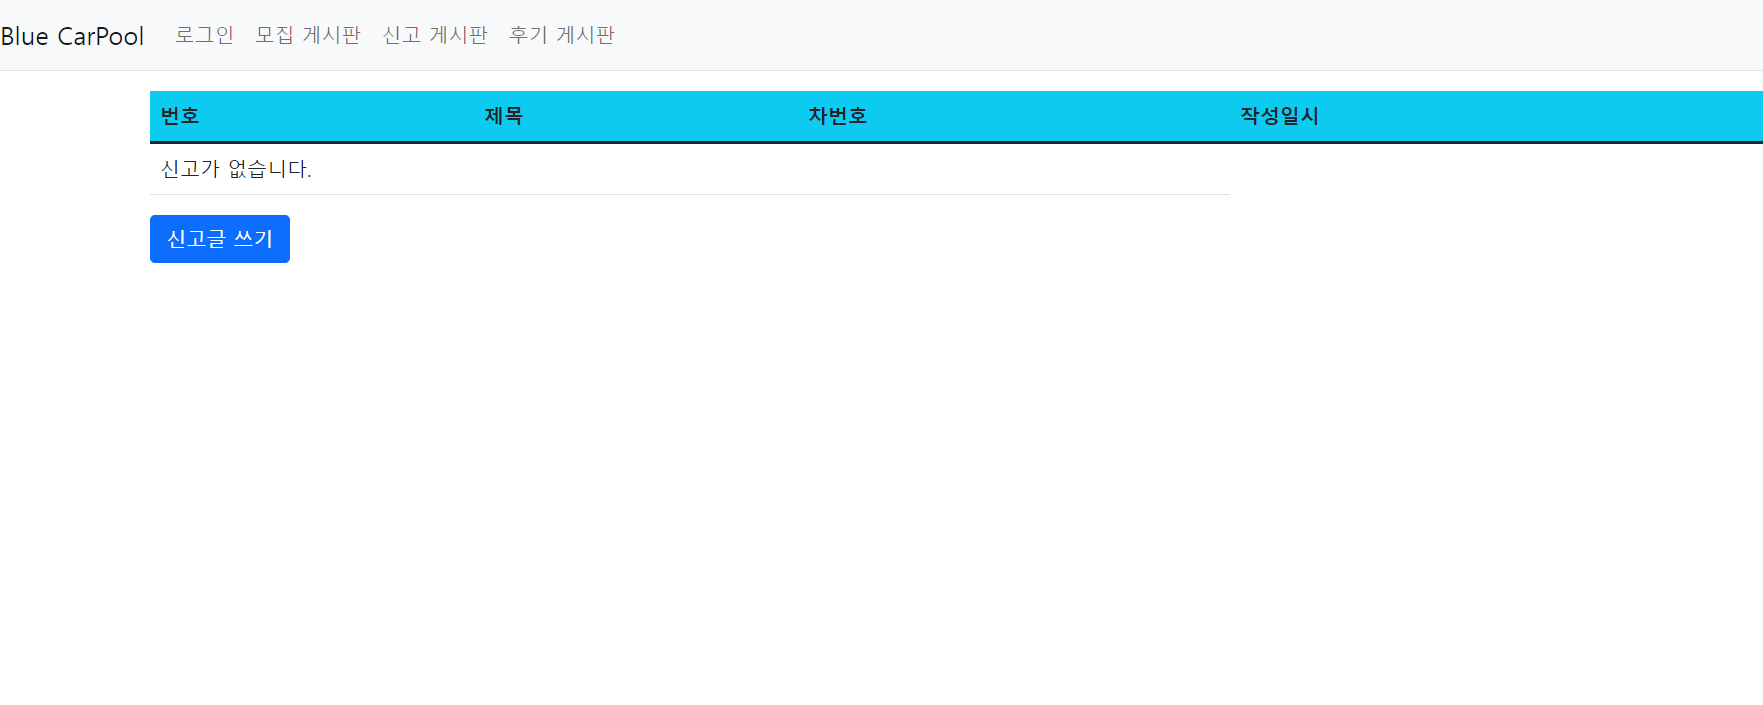 Blue CarPool 로그인 모집 게시판 신고 게시판 후기 게시판
번호 제목 차번호 작성일시
신고가 없습니다.
신고글 쓰기